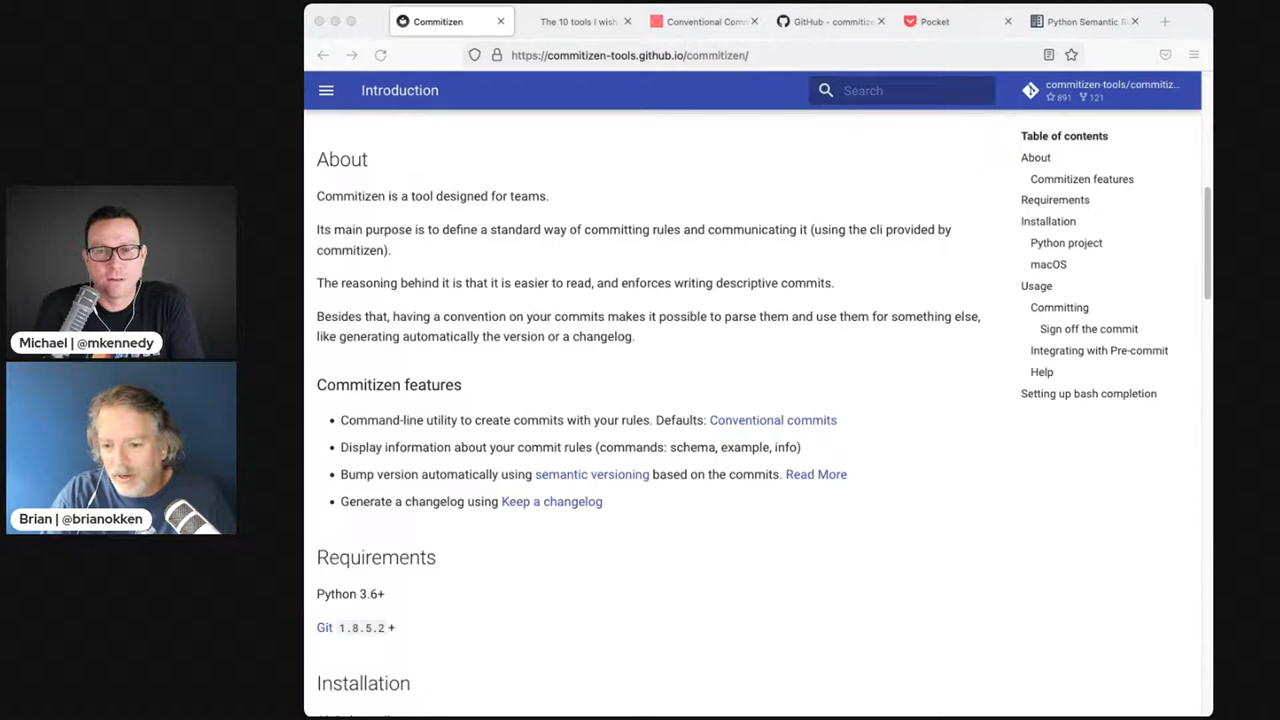 Commitizen
The 10 tools I wish
Conventional Com
GitHub - commitiz
Pocket
Python Semantic R
https://commitizen-tools.github.io/commitizen/
Introduction
Search
commitizen-tools/commitiz...
891 121
About
Commitizen is a tool designed for teams.
Its main purpose is to define a standard way of committing rules and communicating it (using the cli provided by
commitizen).
The reasoning behind it is that it is easier to read, and enforces writing descriptive commits.
Besides that, having a convention on your commits makes it possible to parse them and use them for something else,
like generating automatically the version or a changelog.
Commitizen features
• Command-line utility to create commits with your rules. Defaults: Conventional commits
• Display information about your commit rules (commands: schema, example, info)
• Bump version automatically using semantic versioning based on the commits. Read More
• Generate a changelog using Keep a changelog
Requirements
Python 3.6+
Git 1.8.5.2+
Installation
Table of contents
About
Commitizen features
Requirements
Installation
Python project
macOS
Usage
Committing
Sign off the commit
Integrating with Pre-commit
Help
Setting up bash completion
Michael | @mkennedy
Brian | @brianokken